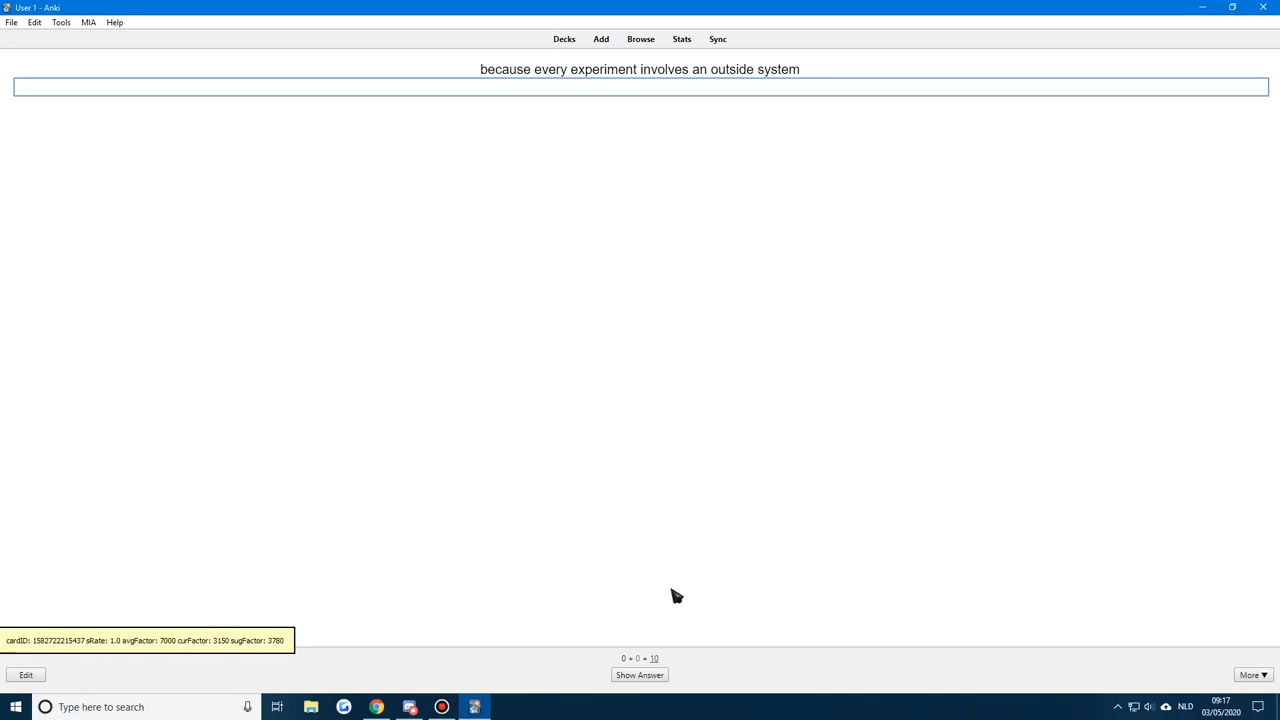 User 1 - Anki
File Edit Tools MIA Help
Decks Add Browse Stats Sync
because every experiment involves an outside system
cardID: 1582722215437 sRate: 1.0 avgFactor: 7000 curFactor: 3150 sugFactor: 3780
0 + 0 + 10
Edit Show Answer More ▼
Type here to search NLD 09:17
03/05/2020